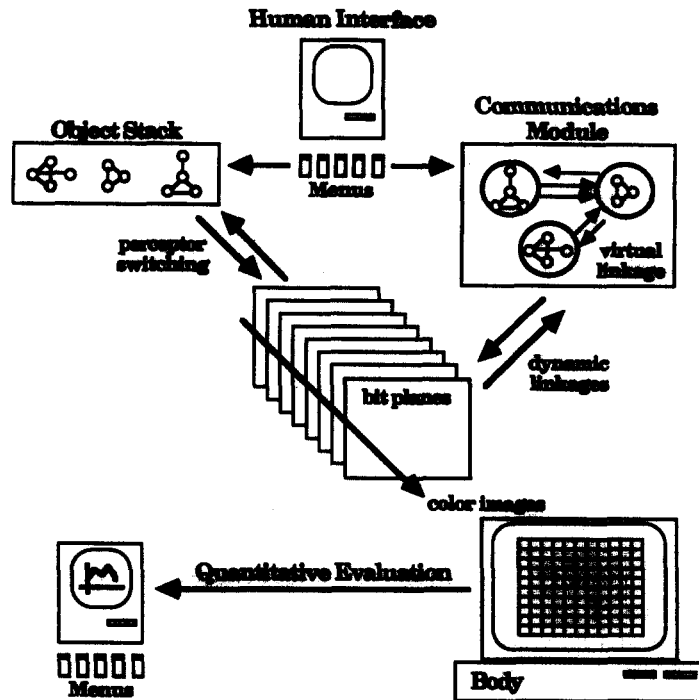 Human Interface
Object Stack
Communications
Module
Menus
perceptor
switching
virtual
linkage
dynamic
linkages
bit planes
color images
Quantitative Evaluation
Menus
Body